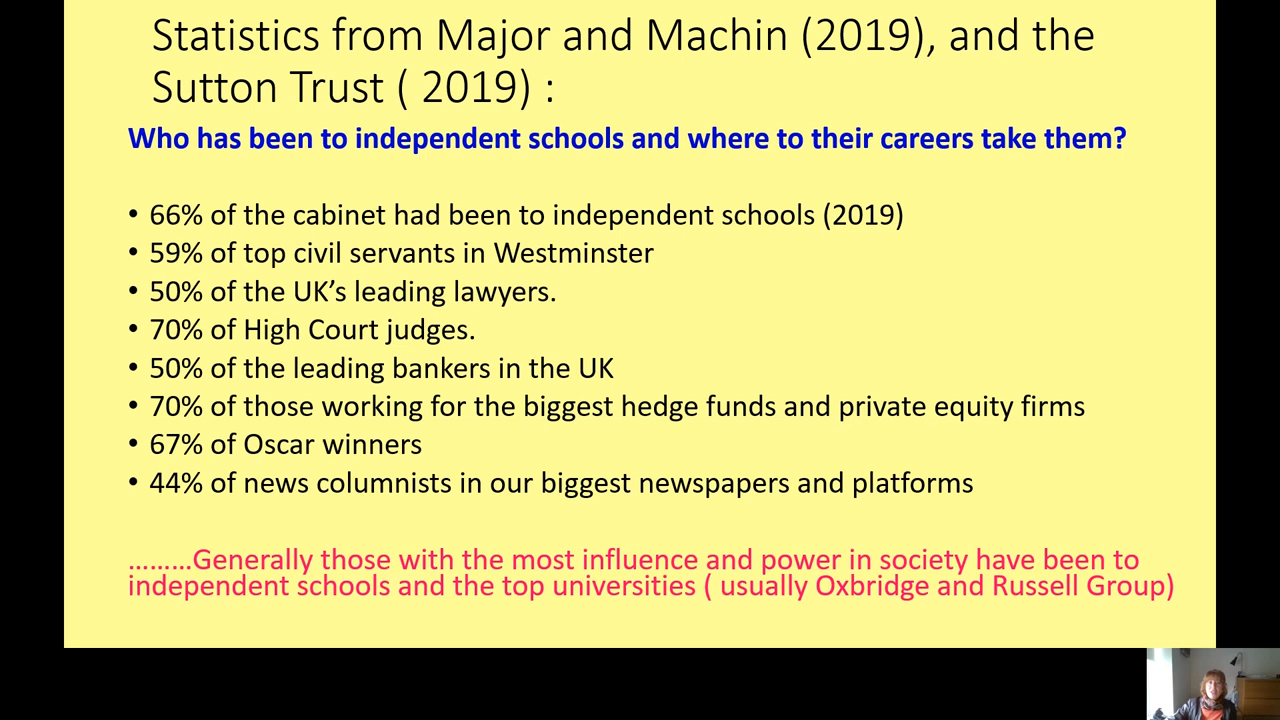 Statistics from Major and Machin (2019), and the
Sutton Trust ( 2019) :
Who has been to independent schools and where to their careers take them?
• 66% of the cabinet had been to independent schools (2019)
• 59% of top civil servants in Westminster
• 50% of the UK’s leading lawyers.
• 70% of High Court judges.
• 50% of the leading bankers in the UK
• 70% of those working for the biggest hedge funds and private equity firms
• 67% of Oscar winners
• 44% of news columnists in our biggest newspapers and platforms
………Generally those with the most influence and power in society have been to
independent schools and the top universities ( usually Oxbridge and Russell Group)